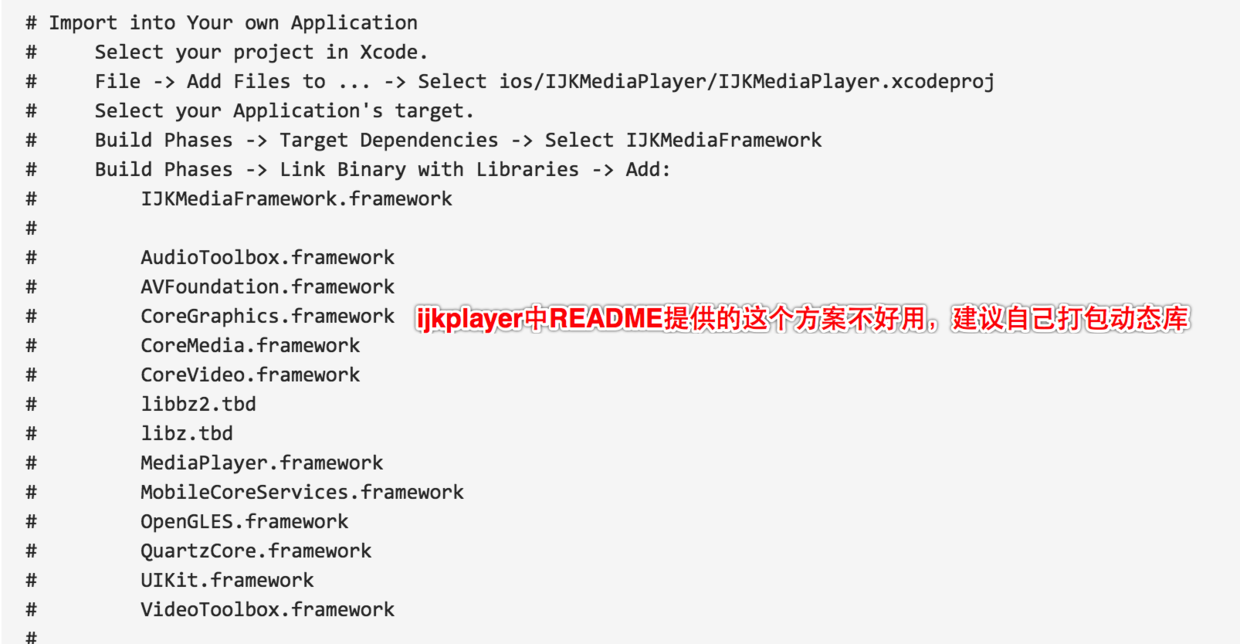 # Import into Your own Application
#     Select your project in Xcode.
#     File -> Add Files to ... -> Select ios/IJKMediaPlayer/IJKMediaPlayer.xcodeproj
#     Select your Application's target.
#     Build Phases -> Target Dependencies -> Select IJKMediaFramework
#     Build Phases -> Link Binary with Libraries -> Add:
#         IJKMediaFramework.framework
#
#         AudioToolbox.framework
#         AVFoundation.framework
#         CoreGraphics.framework
ijkplayer中README提供的这个方案不好用，建议自己打包动态库
#         CoreMedia.framework
#         CoreVideo.framework
#         libbz2.tbd
#         libz.tbd
#         MediaPlayer.framework
#         MobileCoreServices.framework
#         OpenGLES.framework
#         QuartzCore.framework
#         UIKit.framework
#         VideoToolbox.framework
#